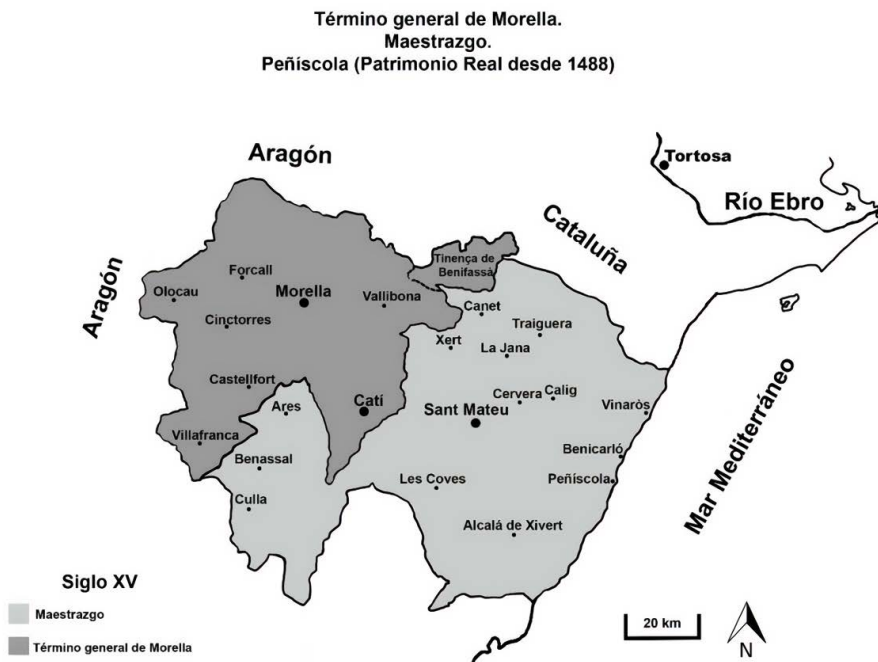 Término general de Morella.
Maestrazgo.
Peñíscola (Patrimonio Real desde 1488)
Aragón
Tortosa
Río Ebro
Cataluña
Tinença de
Benifassá
Aragón
Forcall
Olocau
Morella
Vallibona
Canet
Cinctorres
Traiguera
Xert
La Jana
Castellfort
Ares
Catí
Cervera
Calig
Sant Mateu
Vinaròs
Villafranca
Benassal
Benicarló
Les Coves
Peñíscola
Culla
Alcalá de Xivert
Mar Mediterráneo
Siglo XV
Maestrazgo
Término general de Morella
20 km
N